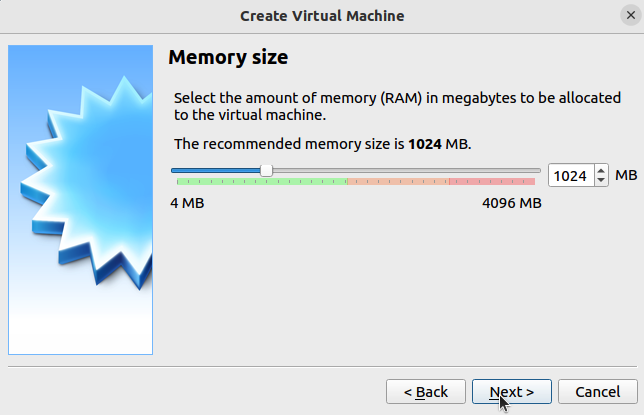 Create Virtual Machine
Memory size
Select the amount of memory (RAM) in megabytes to be allocated
to the virtual machine.
The recommended memory size is 1024 MB.
1024 MB
4 MB 4096 MB
< Back Next > Cancel